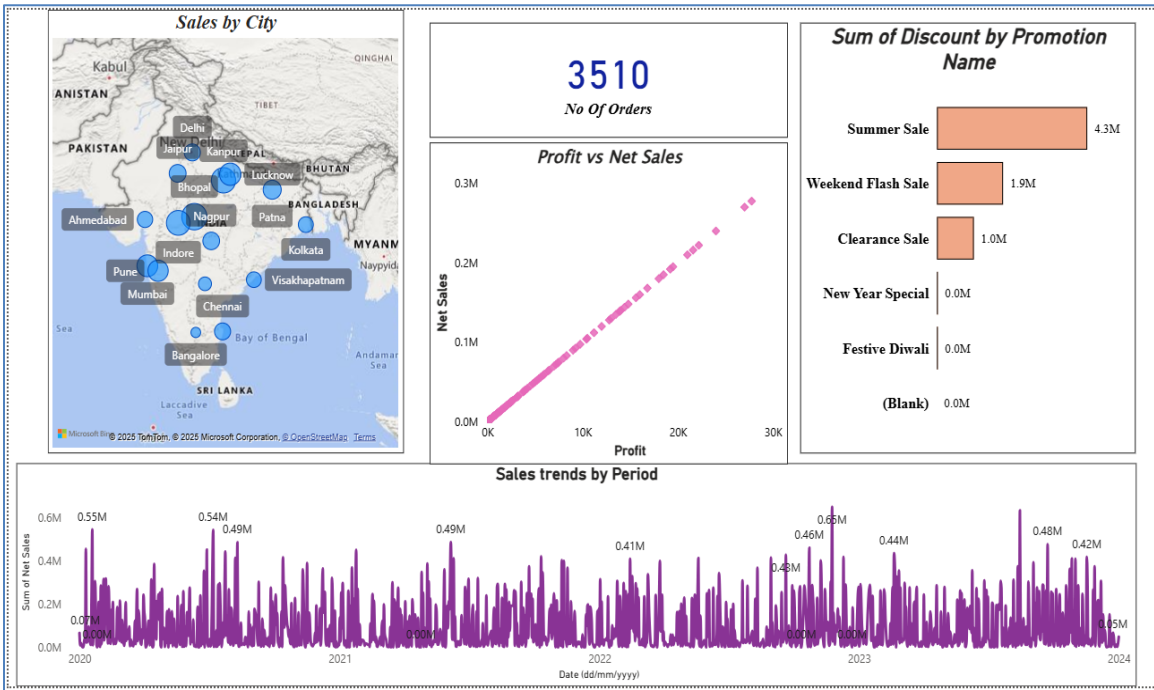 Sales by City
Kabul
QINGHAI
ANISTAN
TIBET
PAKISTAN
Delhi
New Delhi
Jaipur
Kanpur
NEPAL
Lucknow
BHUTAN
Bhopal
BANGLADESH
Ahmedabad
Nagpur
Patna
INDIA
Kolkata
MYANM
Indore
Naypyida
Pune
Visakhapatnam
Mumbai
Chennai
Sea
Bay of Bengal
Bangalore
Andaman
Sea
SRI LANKA
Laccadive
Sea
Microsoft Bing
© 2025 TomTom, © 2025 Microsoft Corporation, © OpenStreetMap Terms
3510
No Of Orders
Profit vs Net Sales
0.3M
0.2M
0.1M
0.0M
Net Sales
0K 10K 20K 30K
Profit
Sum of Discount by Promotion
Name
Summer Sale 4.3M
Weekend Flash Sale 1.9M
Clearance Sale 1.0M
New Year Special 0.0M
Festive Diwali 0.0M
(Blank) 0.0M
Sales trends by Period
Sum of Net Sales
0.6M
0.4M
0.2M
0.0M
0.55M
0.54M
0.49M
0.49M
0.41M
0.43M
0.46M
0.65M
0.44M
0.48M
0.42M
0.07M
0.00M
0.00M
0.00M
0.00M
0.05M
2020 2021 2022 2023 2024
Date (dd/mm/yyyy)